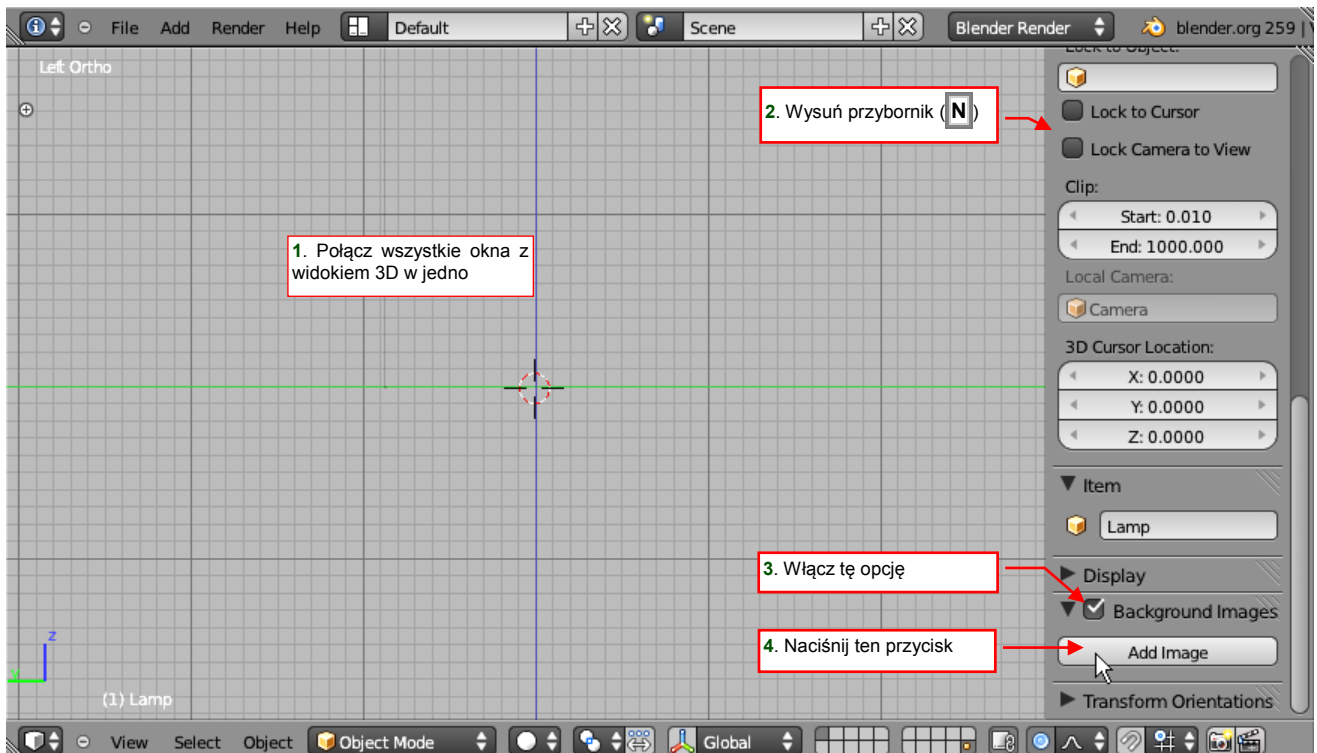 File Add Render Help Default Scene Blender Render blender.org 259
Left Ortho
Lock to Object:
2. Wysuń przybornik ( N )
Lock to Cursor
Lock Camera to View
Clip:
Start: 0.010
End: 1000.000
1. Połącz wszystkie okna z
widokiem 3D w jedno
Local Camera:
Camera
3D Cursor Location:
X: 0.0000
Y: 0.0000
Z: 0.0000
Item
Lamp
3. Włącz tę opcję
Display
Background Images
4. Naciśnij ten przycisk
Add Image
z
y
(1) Lamp
Transform Orientations
View Select Object Object Mode Global